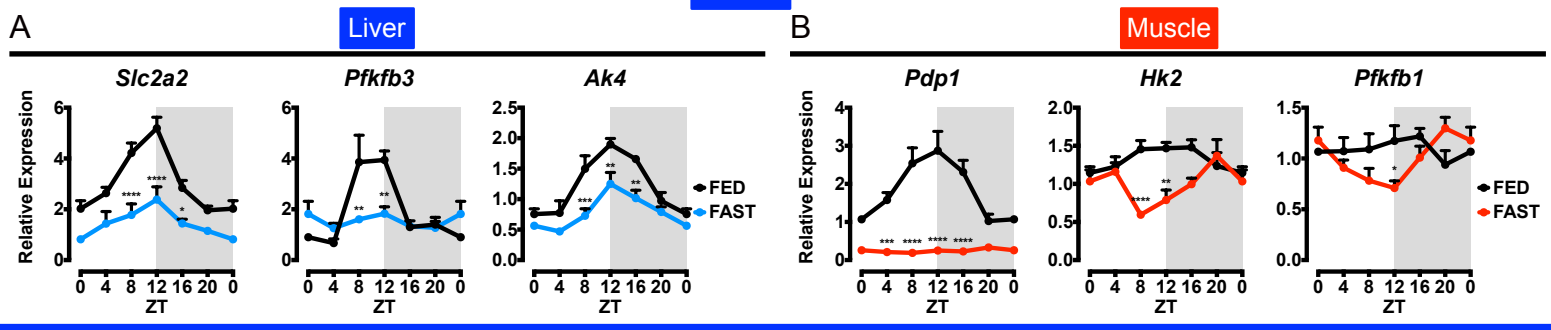 A
Liver
B
Muscle
Slc2a2
Pfkfb3
Ak4
Pdp1
Hk2
Pfkfb1
Relative Expression
6
4
2
0
**** **** *
0 4 8 12 16 20 0
ZT
6
4
2
0
** **
0 4 8 12 16 20 0
ZT
2.5
2.0
1.5
1.0
0.5
0.0
*** ** **
0 4 8 12 16 20 0
ZT
FED
FAST
Relative Expression
4
3
2
1
0
*** **** **** ****
0 4 8 12 16 20 0
ZT
2.0
1.5
1.0
0.5
0.0
**** **
0 4 8 12 16 20 0
ZT
1.5
1.0
0.5
0.0
*
0 4 8 12 16 20 0
ZT
FED
FAST